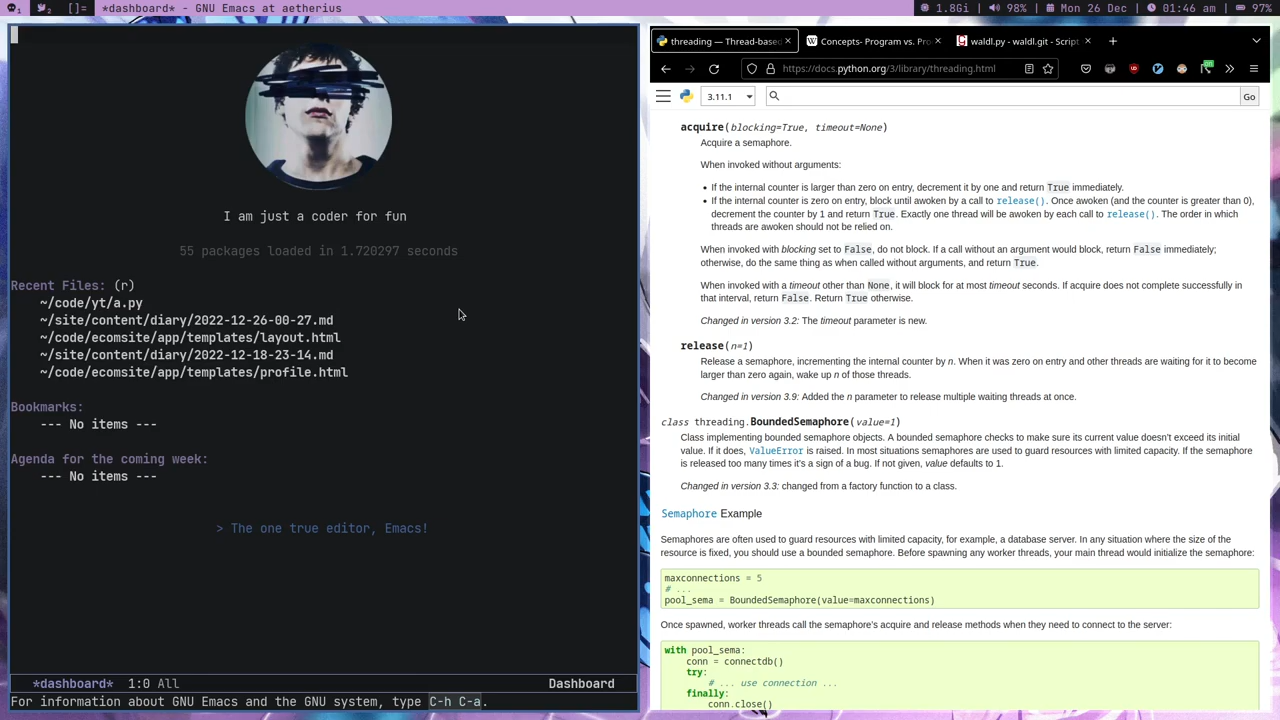 1
2
[]=
*dashboard* - GNU Emacs at aetherius
97%
98%
61%
97%
I am just a coder for fun
55 packages loaded in 1.720297 seconds
Recent Files: (r)
~/code/yt/a.py
~/site/content/diary/2022-12-26-00-27.md
~/code/ecomsite/app/templates/layout.html
~/site/content/diary/2022-12-18-23-14.md
~/code/ecomsite/app/templates/profile.html
Bookmarks:
--- No items ---
Agenda for the coming week:
--- No items ---
> The one true editor, Emacs!
*dashboard* 1:0 All Dashboard
For information about GNU Emacs and the GNU system, type C-h C-a.
threading — Thread-based
Concepts- Program vs. Pro
waldl.py - waldl.git - Script
https://docs.python.org/3/library/threading.html
on
3.11.1
Go
acquire(blocking=True, timeout=None)
Acquire a semaphore.
When invoked without arguments:
• If the internal counter is larger than zero on entry, decrement it by one and return True immediately.
• If the internal counter is zero on entry, block until awoken by a call to release(). Once awoken (and the counter is greater than 0),
decrement the counter by 1 and return True. Exactly one thread will be awoken by each call to release(). The order in which
threads are awoken should not be relied on.
When invoked with blocking set to False, do not block. If a call without an argument would block, return False immediately;
otherwise, do the same thing as when called without arguments, and return True.
When invoked with a timeout other than None, it will block for at most timeout seconds. If acquire does not complete successfully in
that interval, return False. Return True otherwise.
Changed in version 3.2: The timeout parameter is new.
release(n=1)
Release a semaphore, incrementing the internal counter by n. When it was zero on entry and other threads are waiting for it to become
larger than zero again, wake up n of those threads.
Changed in version 3.9: Added the n parameter to release multiple waiting threads at once.
class threading.BoundedSemaphore(value=1)
Class implementing bounded semaphore objects. A bounded semaphore checks to make sure its current value doesn't exceed its initial
value. If it does, ValueError is raised. In most situations semaphores are used to guard resources with limited capacity. If the semaphore
is released too many times it's a sign of a bug. If not given, value defaults to 1.
Changed in version 3.3: changed from a factory function to a class.
Semaphore Example
Semaphores are often used to guard resources with limited capacity, for example, a database server. In any situation where the size of the
resource is fixed, you should use a bounded semaphore. Before spawning any worker threads, your main thread would initialize the semaphore:
maxconnections = 5
# ...
pool_sema = BoundedSemaphore(value=maxconnections)
Once spawned, worker threads call the semaphore's acquire and release methods when they need to connect to the server:
with pool_sema:
conn = connectdb()
try:
# ... use connection ...
finally:
conn.close()